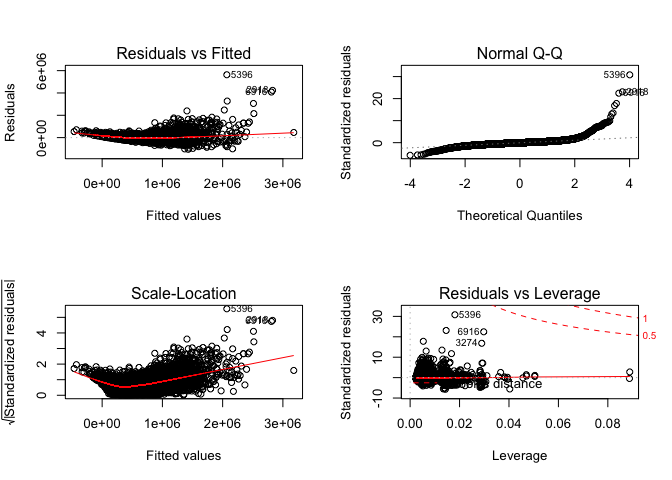 Residuals vs Fitted
Residuals
0e+00 6e+06
5396
0e+00 1e+06 2e+06 3e+06
Fitted values
Normal Q-Q
Standardized residuals
0 20
5396
-4 -2 0 2 4
Theoretical Quantiles
Scale-Location
√|Standardized residuals|
0 2 4
5396
0e+00 1e+06 2e+06 3e+06
Fitted values
Residuals vs Leverage
Standardized residuals
-10 10 30
5396
6916
3274
1
0.5
distance
0.00 0.02 0.04 0.06 0.08
Leverage